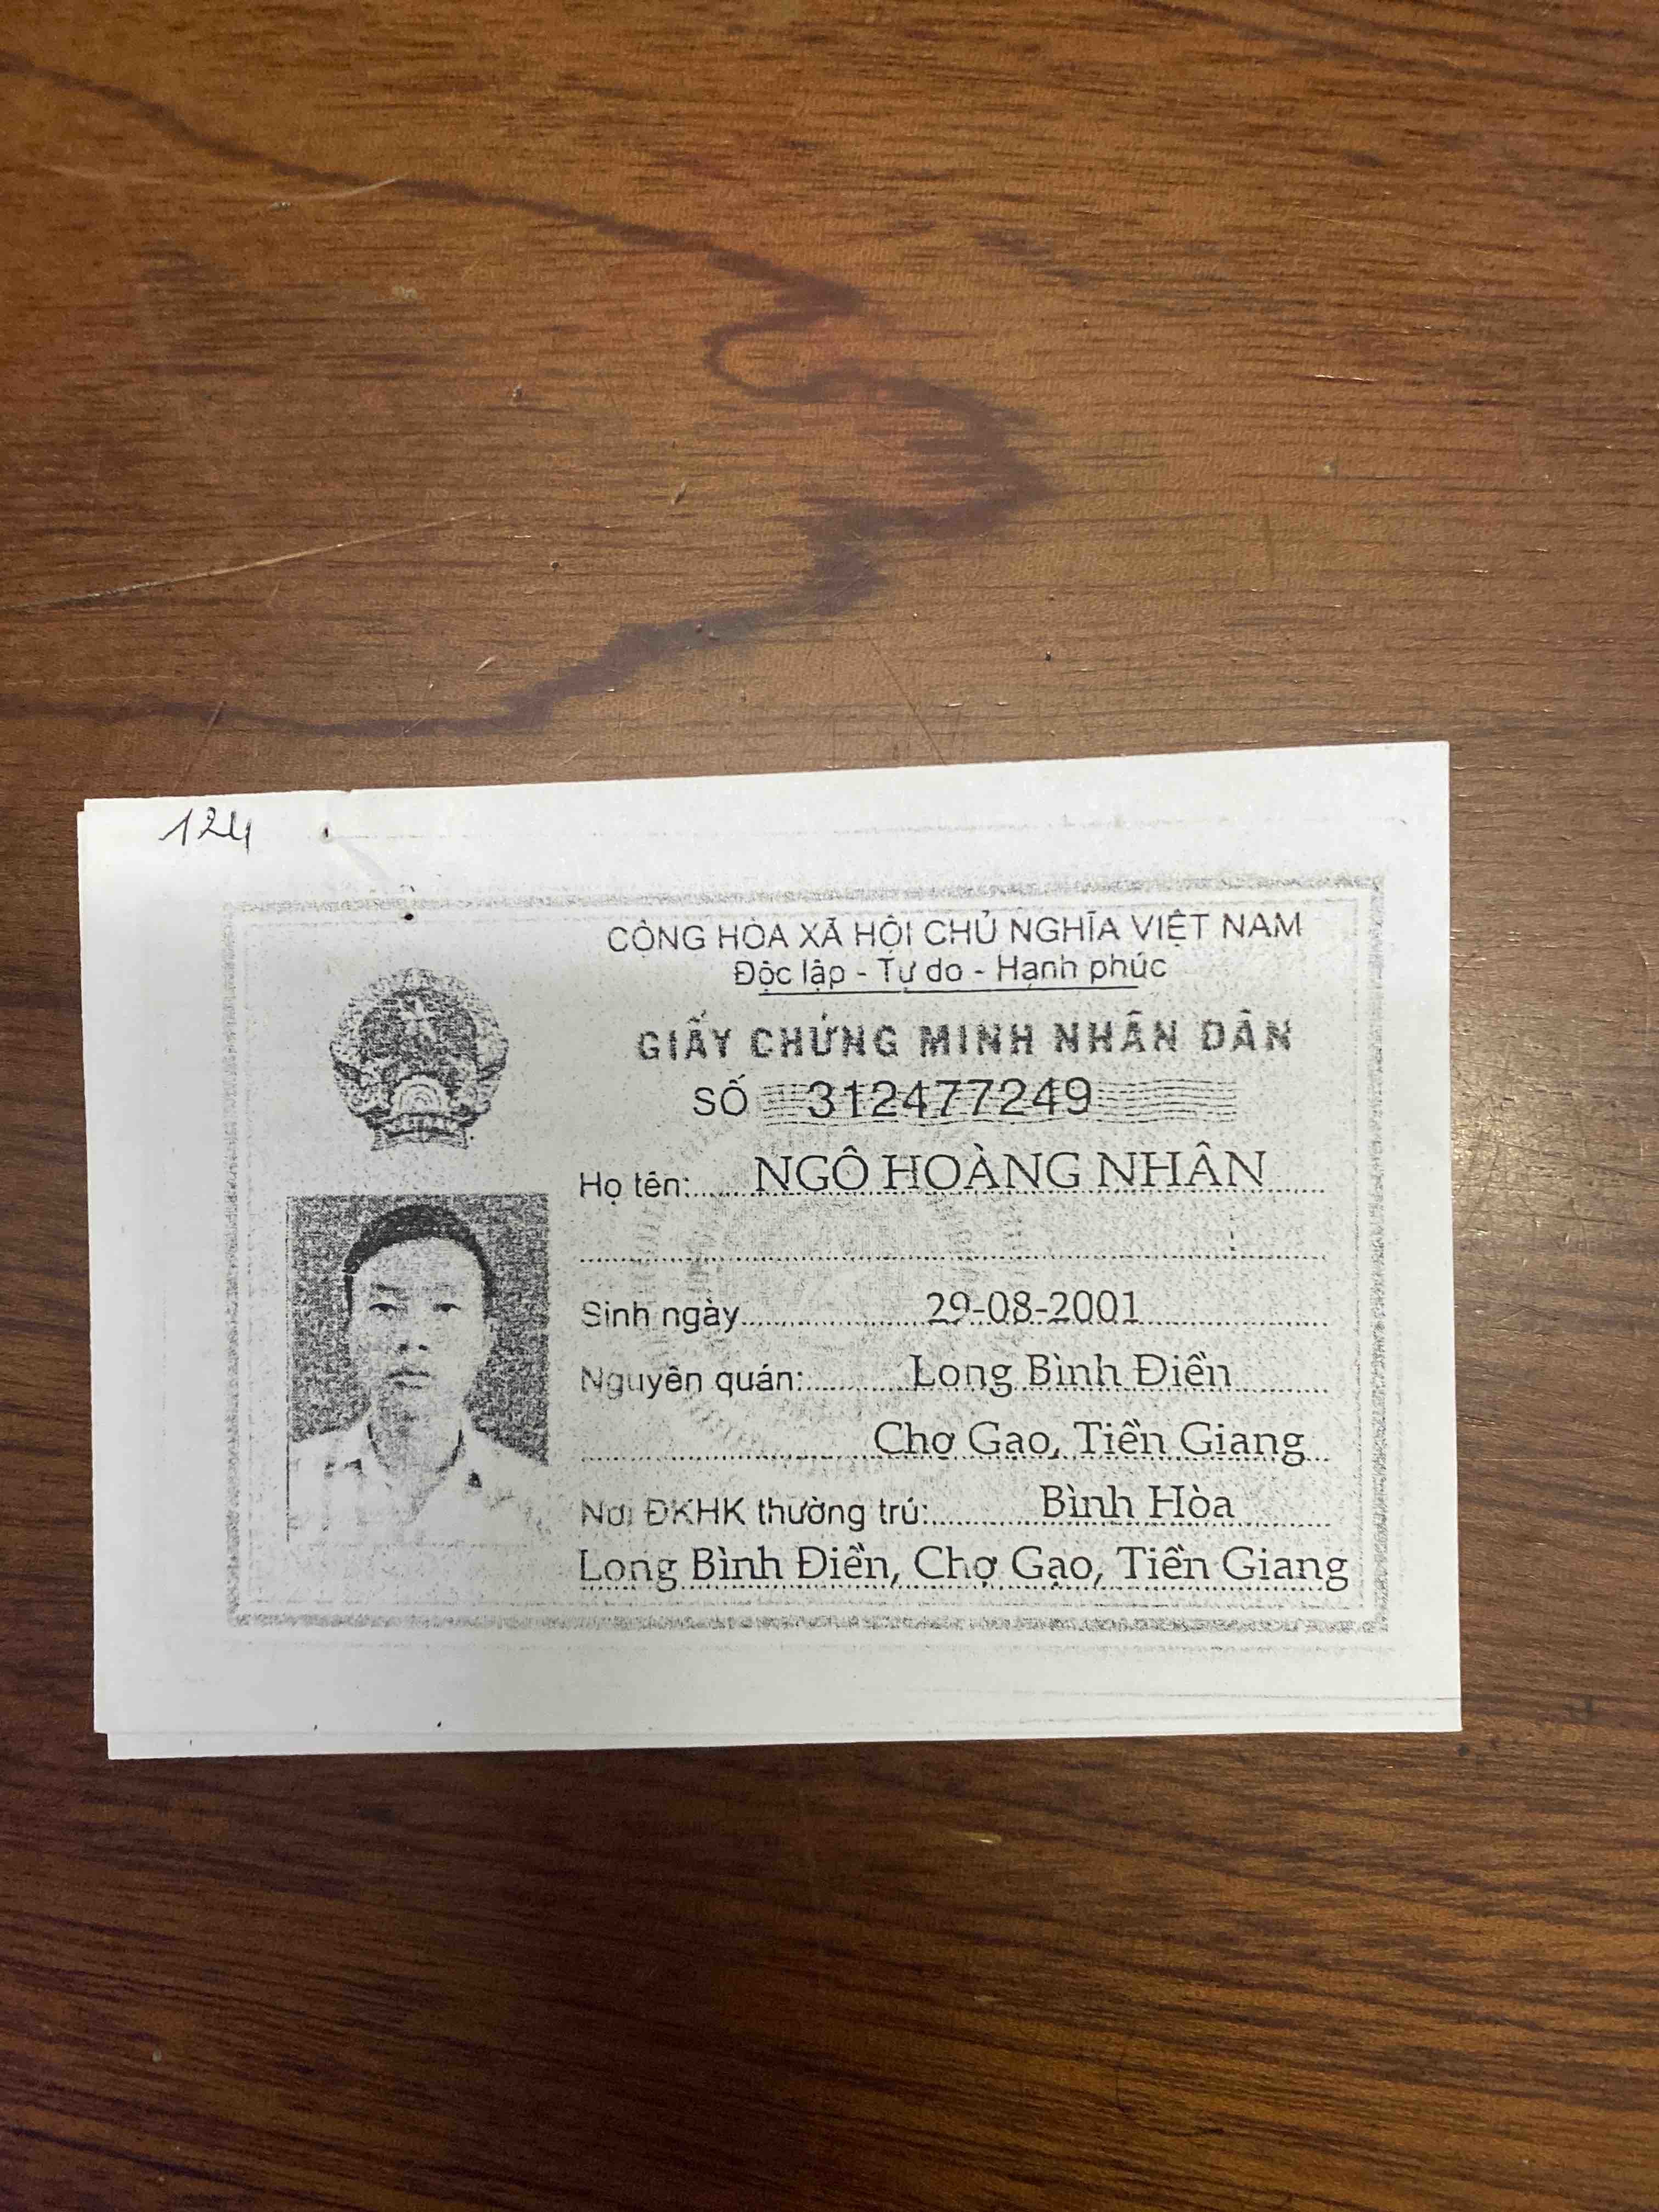 124
CỘNG HÒA XÃ HỘI CHỦ NGHĨA VIỆT NAM
Độc lập - Tự do - Hạnh phúc
GIẤY CHỨNG MINH NHÂN DÂN
SỐ 312477249
Họ tên: NGÔ HOÀNG NHÂN
Sinh ngày 29-08-2001
Nguyên quán: Long Bình Điền
Chợ Gạo, Tiền Giang
Nơi ĐKHK thường trú: Bình Hòa
Long Bình Điền, Chợ Gạo, Tiền Giang